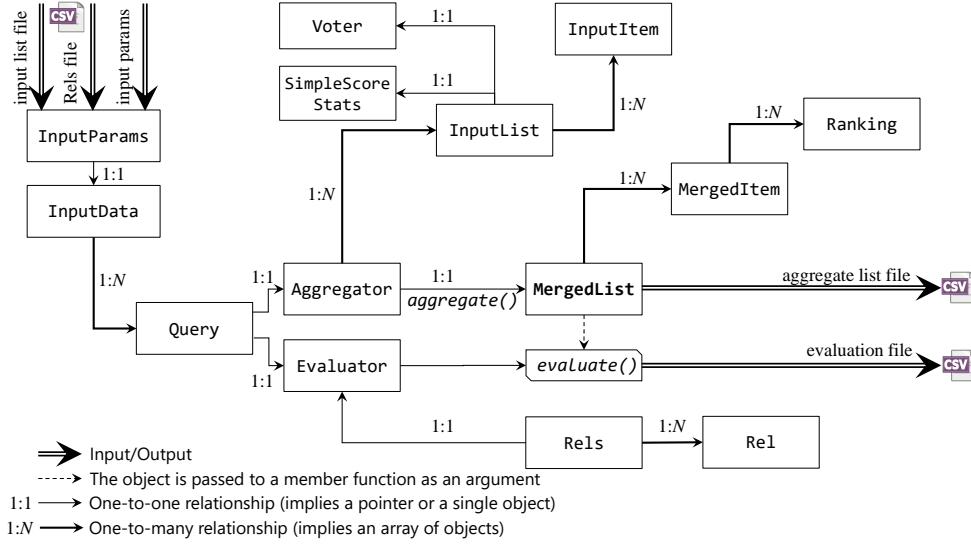 input list file
CSV
Rels file
input params
InputParams
1:1
InputData
1:N
Query
1:1
1:1
Aggregator
1:N
Evaluator
Voter
1:1
SimpleScore
Stats
1:1
InputList
InputItem
1:N
1:1
aggregate()
MergedList
1:N
MergedItem
1:N
Ranking
aggregate list file
CSV
evaluate()
evaluation file
CSV
1:1
Rels
1:N
Rel
Input/Output
The object is passed to a member function as an argument
1:1 One-to-one relationship (implies a pointer or a single object)
1:N One-to-many relationship (implies an array of objects)